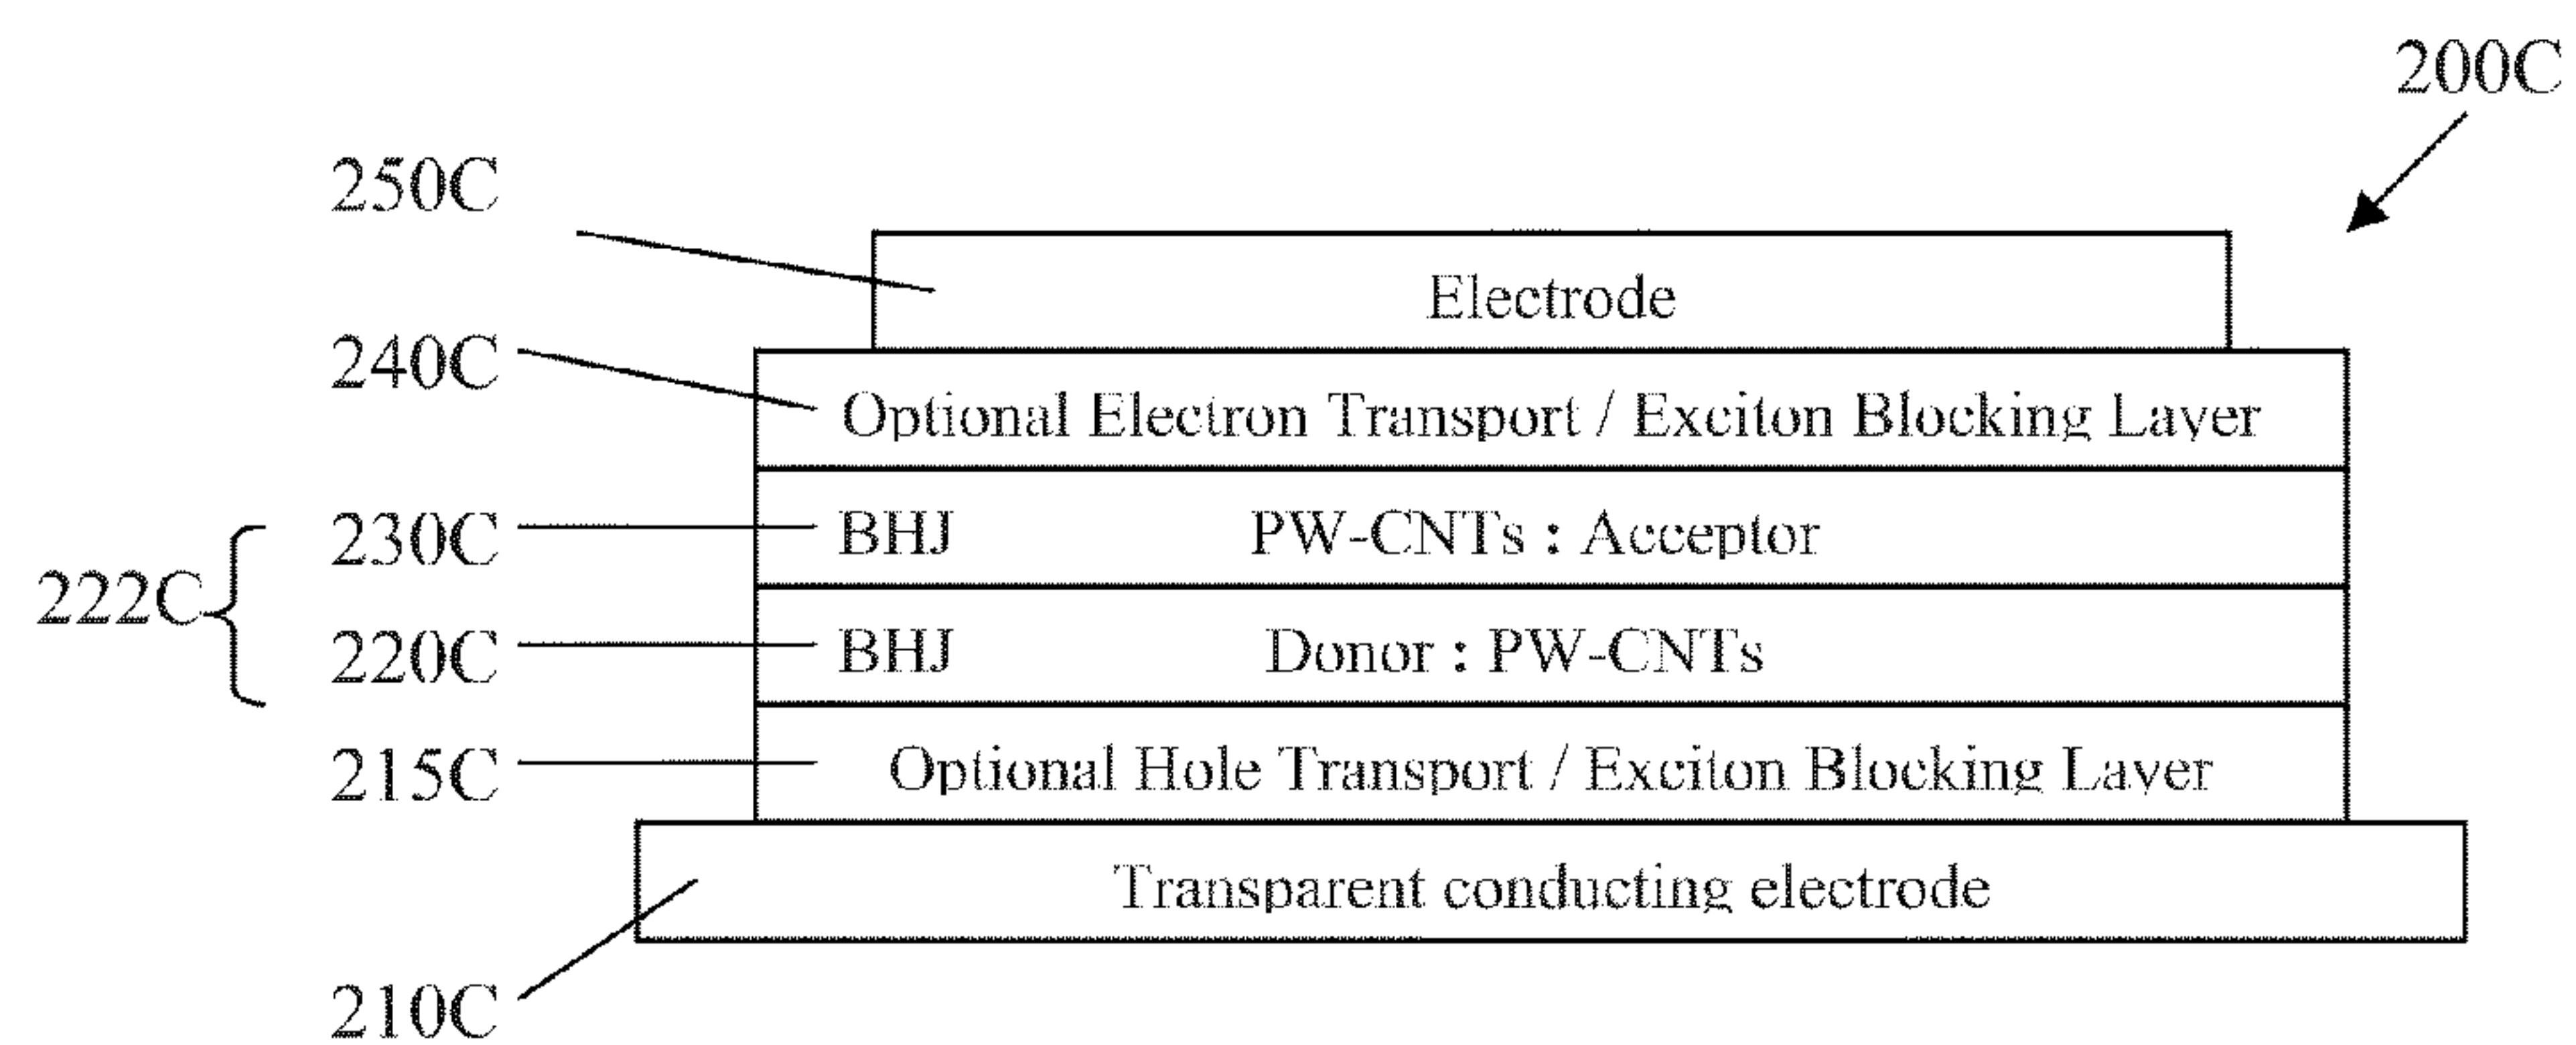 200C
250C
Electrode
240C
Optional Electron Transport / Exciton Blocking Layer
230C
BHJ PW-CNTs : Acceptor
222C
220C
BHJ Donor : PW-CNTs
215C
Optional Hole Transport / Exciton Blocking Layer
Transparent conducting electrode
210C